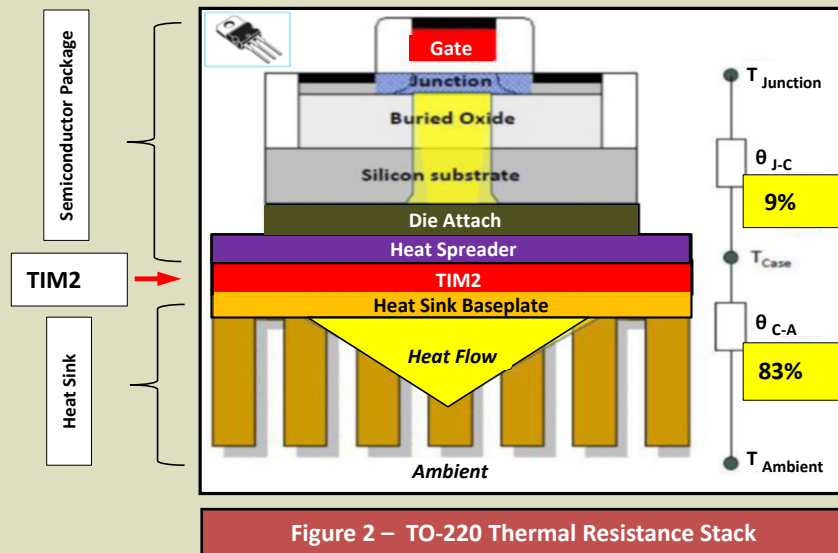 Semiconductor Package
TIM2
Heat Sink
Gate
Junction
Buried Oxide
Silicon substrate
Die Attach
Heat Spreader
TIM2
Heat Sink Baseplate
Heat Flow
Ambient
T Junction
θ J-C
9%
TCase
θ C-A
83%
T Ambient
Figure 2 – TO-220 Thermal Resistance Stack